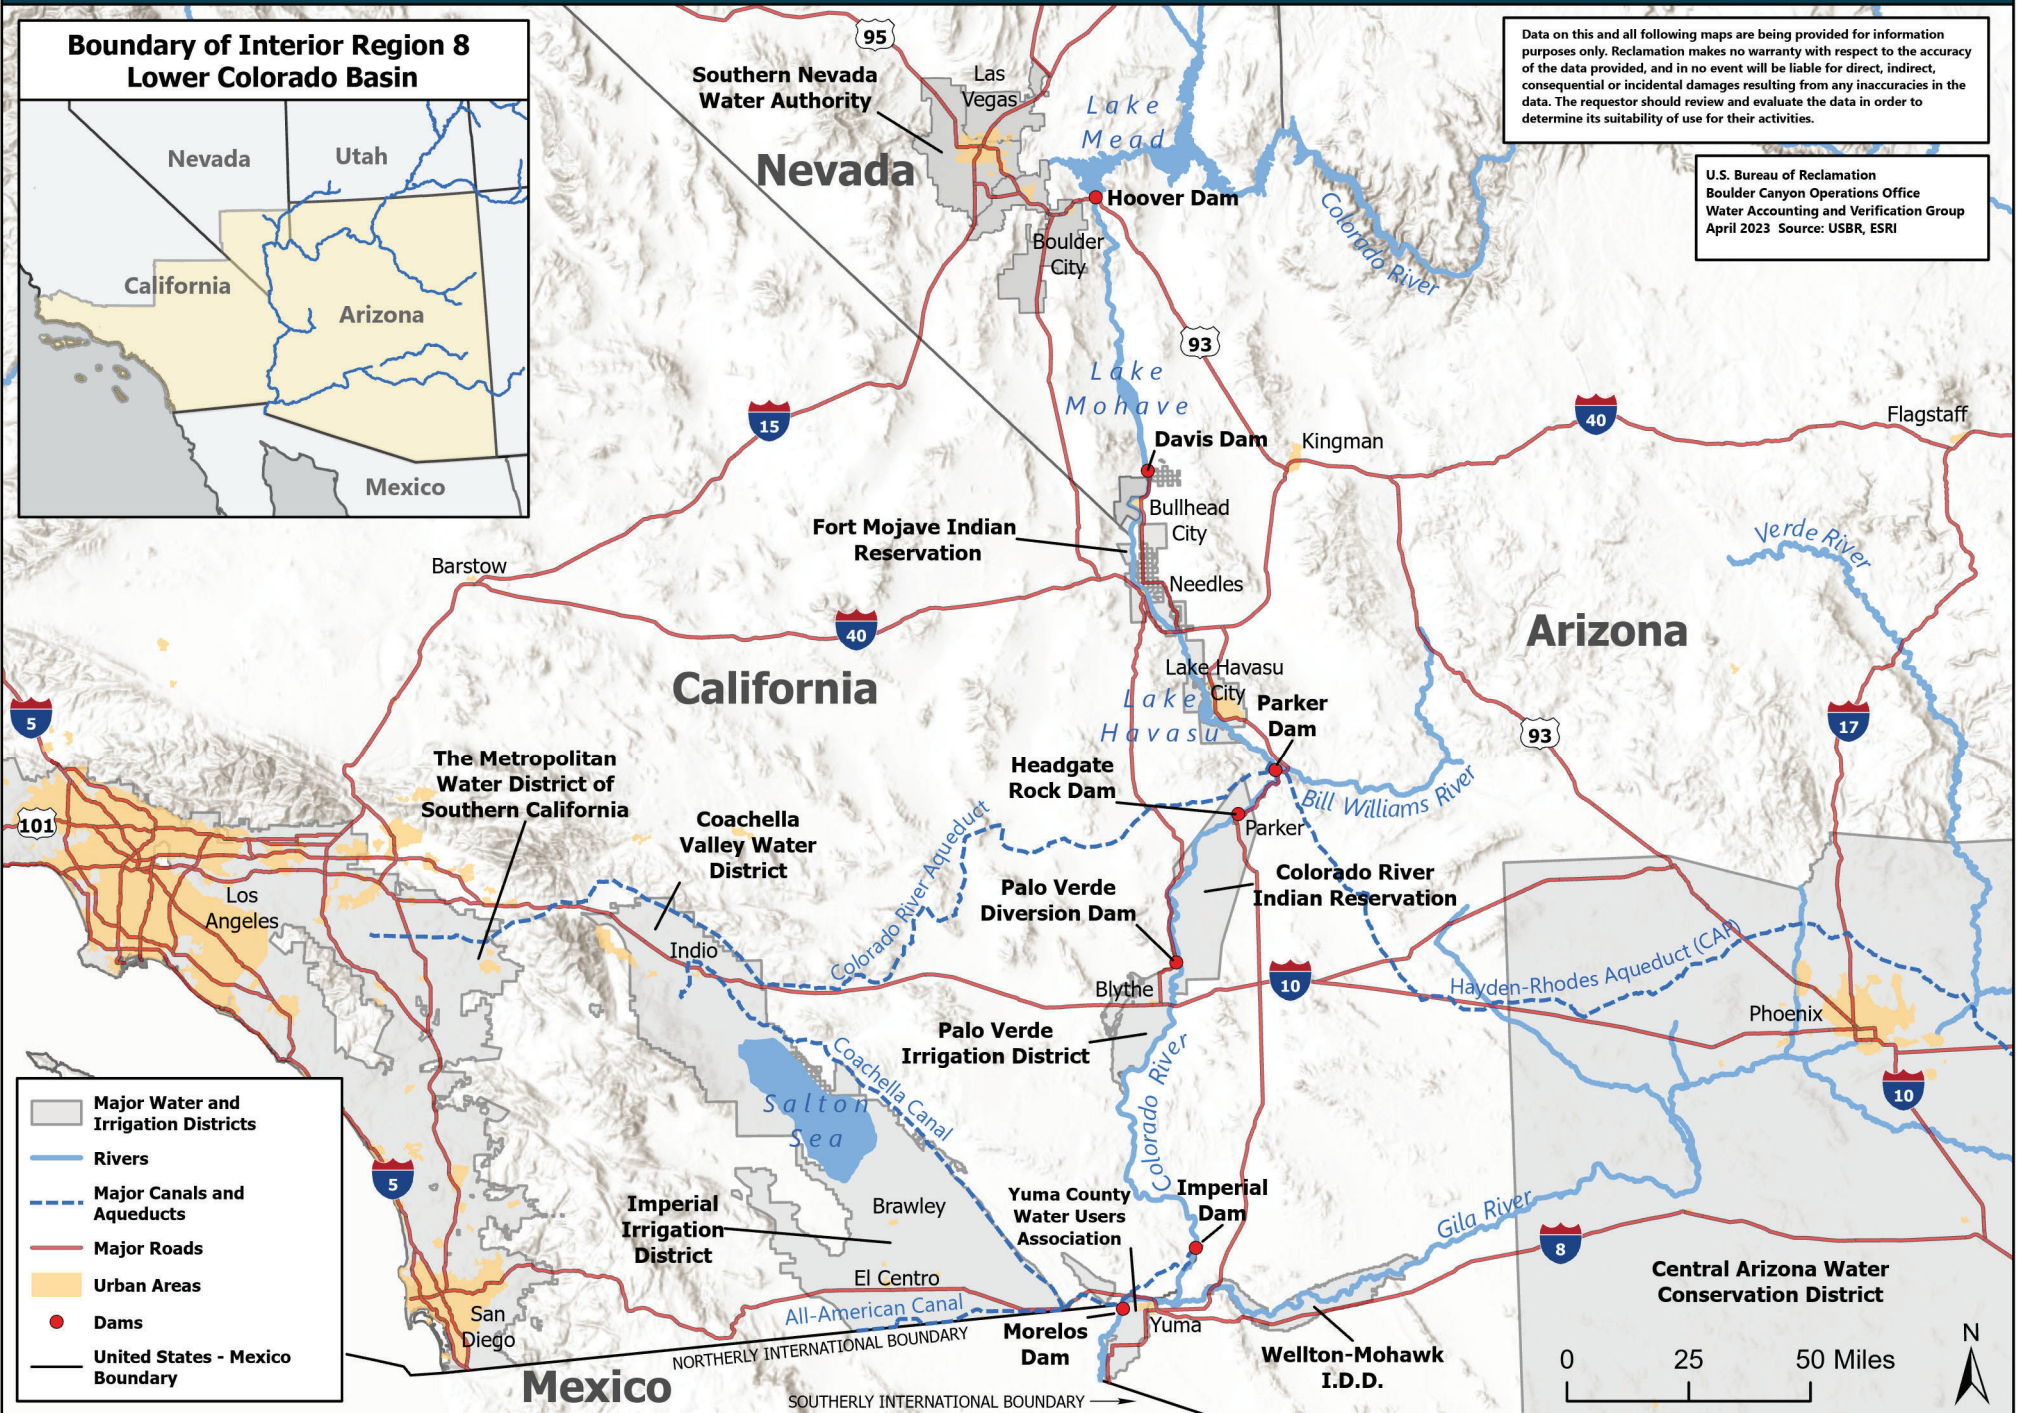 Boundary of Interior Region 8
Lower Colorado Basin
Nevada
Utah
California
Arizona
Mexico
Data on this and all following maps are being provided for information
purposes only. Reclamation makes no warranty with respect to the accuracy
of the data provided, and in no event will be liable for direct, indirect,
consequential or incidental damages resulting from any inaccuracies in the
data. The requestor should review and evaluate the data in order to
determine its suitability of use for their activities.
U.S. Bureau of Reclamation
Boulder Canyon Operations Office
Water Accounting and Verification Group
April 2023 Source: USBR, ESRI
95
Southern Nevada
Water Authority
Las
Vegas
Lake
Mead
Nevada
Hoover Dam
Colorado River
Boulder
City
93
Lake
Mohave
15
40
Flagstaff
Davis Dam
Kingman
Bullhead
City
Fort Mojave Indian
Reservation
Verde River
Barstow
Needles
40
Arizona
California
Lake Havasu
City
Lake
Havasu
Parker
Dam
5
93
17
The Metropolitan
Water District of
Southern California
Headgate
Rock Dam
Bill Williams River
101
Coachella
Valley Water
District
Colorado River Aqueduct
Parker
Los
Angeles
Palo Verde
Diversion Dam
Colorado River
Indian Reservation
Indio
Hayden-Rhodes Aqueduct (CAP)
Blythe
10
Phoenix
Palo Verde
Irrigation District
Coachella Canal
Colorado River
10
Salton
Sea
Major Water and
Irrigation Districts
Rivers
Major Canals and
Aqueducts
Major Roads
Urban Areas
Dams
United States - Mexico
Boundary
5
Imperial
Irrigation
District
Brawley
Yuma County
Water Users
Association
Imperial
Dam
Gila River
8
El Centro
All-American Canal
Central Arizona Water
Conservation District
San
Diego
NORTHERLY INTERNATIONAL BOUNDARY
Morelos
Dam
Yuma
Wellton-Mohawk
I.D.D.
Mexico
SOUTHERLY INTERNATIONAL BOUNDARY
N
0 25 50 Miles